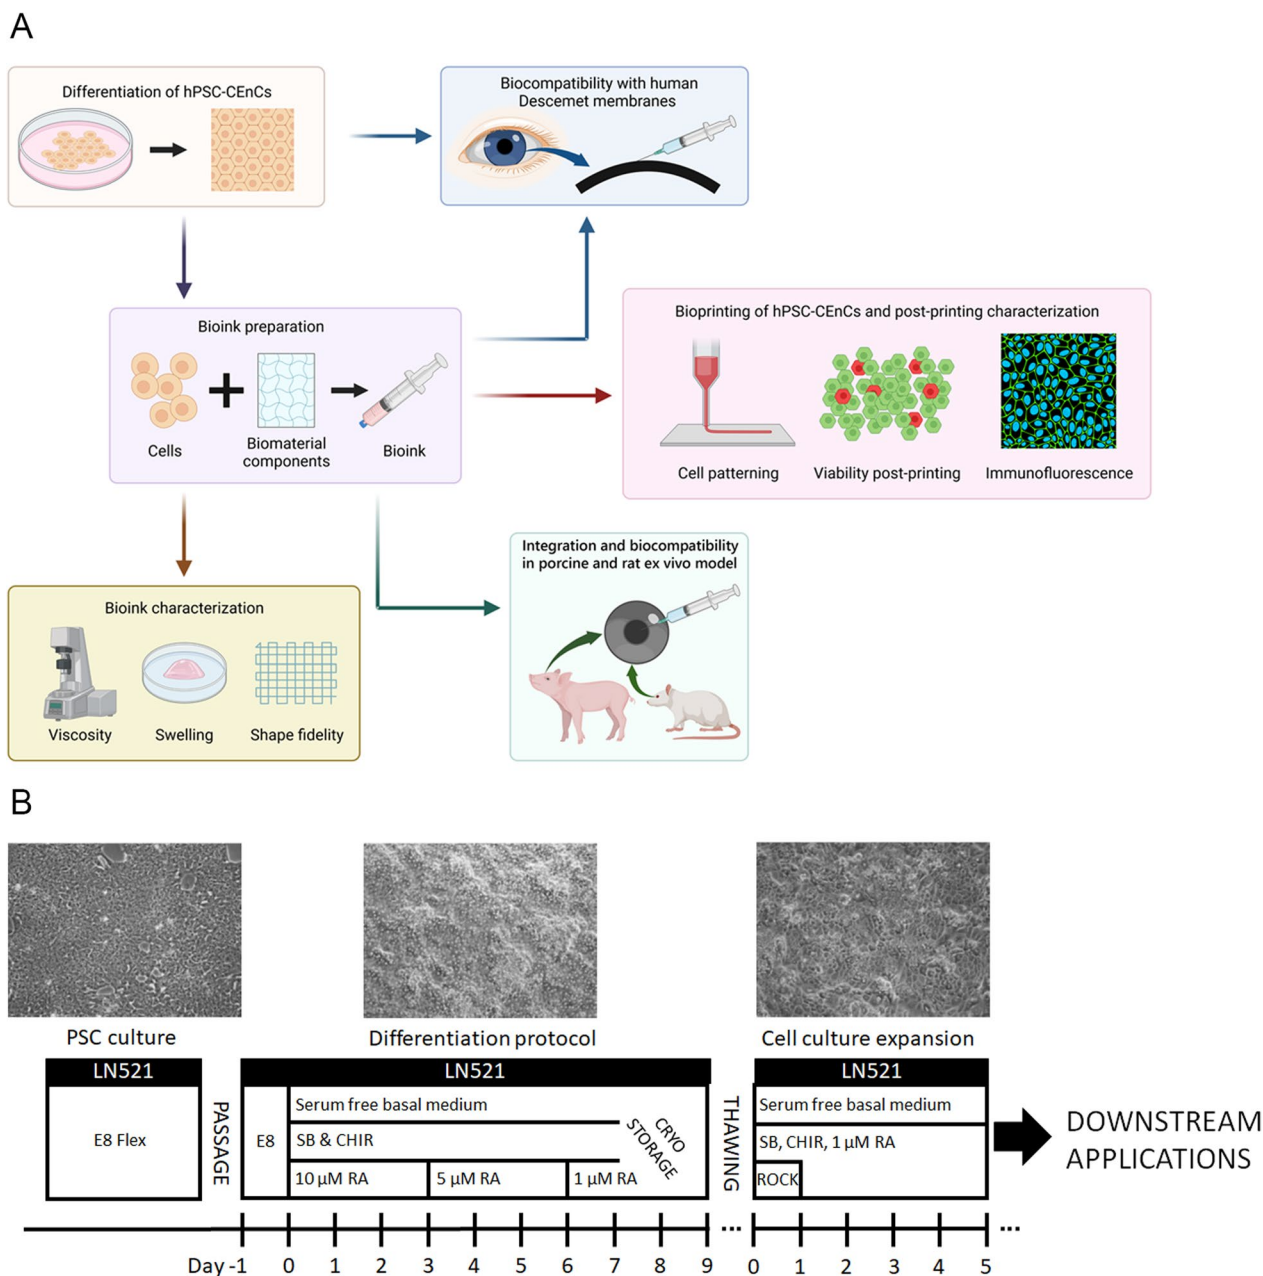 A
Differentiation of hPSC-CEnCs
Biocompatibility with human
Descemet membranes
Bioink preparation
Cells
Biomaterial
components
Bioink
Bioprinting of hPSC-CEnCs and post-printing characterization
Cell patterning
Viability post-printing
Immunofluorescence
Bioink characterization
Viscosity
Swelling
Shape fidelity
Integration and biocompatibility
in porcine and rat ex vivo model
B
PSC culture
Differentiation protocol
Cell culture expansion
LN521
E8 Flex
PASSAGE
LN521
E8
Serum free basal medium
SB & CHIR
10 µM RA
5 µM RA
1 µM RA
CRYO
STORAGE
THAWING
LN521
Serum free basal medium
SB, CHIR, 1 µM RA
ROCK
DOWNSTREAM
APPLICATIONS
Day -1 0 1 2 3 4 5 6 7 8 9 ... 0 1 2 3 4 5 ...